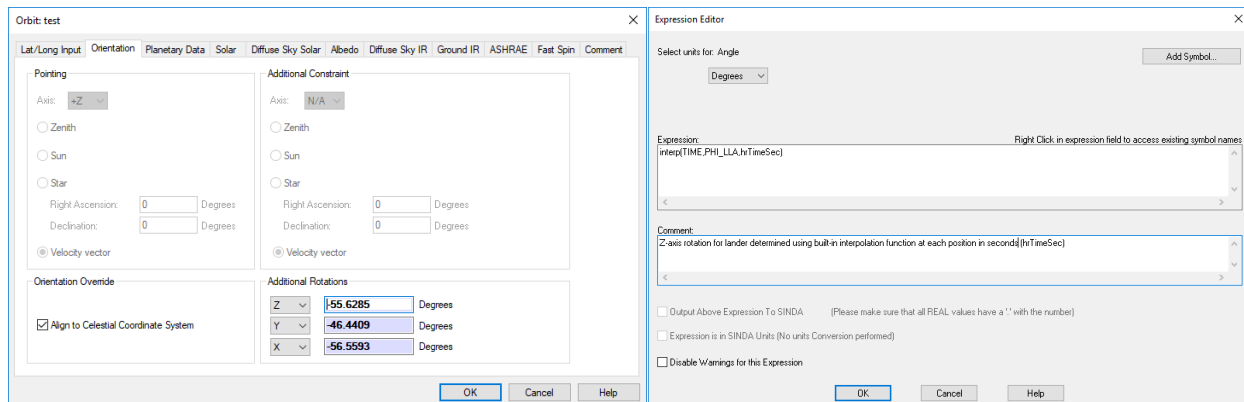 Orbit: test
Lat/Long Input Orientation Planetary Data Solar Diffuse Sky Solar Albedo Diffuse Sky IR Ground IR ASHRAE Fast Spin Comment
Pointing
Axis: +Z
Zenith
Sun
Star
Right Ascension: 0 Degrees
Declination: 0 Degrees
Velocity vector
Additional Constraint
Axis: N/A
Zenith
Sun
Star
Right Ascension: 0 Degrees
Declination: 0 Degrees
Velocity vector
Orientation Override
Align to Celestial Coordinate System
Additional Rotations
Z -55.6285 Degrees
Y -46.4409 Degrees
X -56.5593 Degrees
OK Cancel Help
Expression Editor
Select units for: Angle
Degrees
Add Symbol...
Expression: Right Click in expression field to access existing symbol names
interp(TIME,PHI_LLA,hrTimeSec)
Comment:
Z-axis rotation for lander determined using built-in interpolation function at each position in seconds (hrTimeSec)
Output Above Expression To SINDA (Please make sure that all REAL values have a '.' with the number)
Expression is in SINDA Units (No units Conversion performed)
Disable Warnings for this Expression
OK Cancel Help